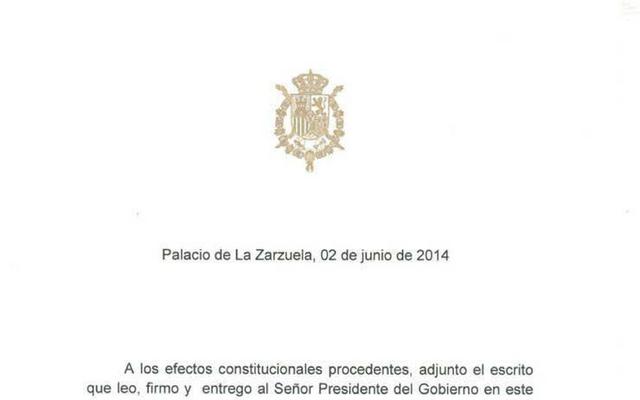 Palacio de La Zarzuela, 02 de junio de 2014
A los efectos constitucionales procedentes, adjunto el escrito
que leo, firmo y entrego al Señor Presidente del Gobierno en este